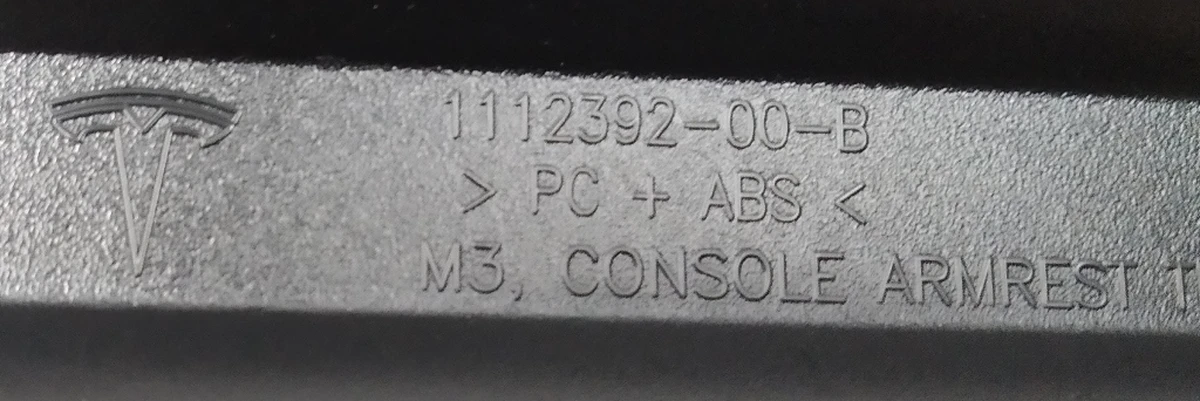 1112392-00-B
> PC + ABS <
M3, CONSOLE ARMREST